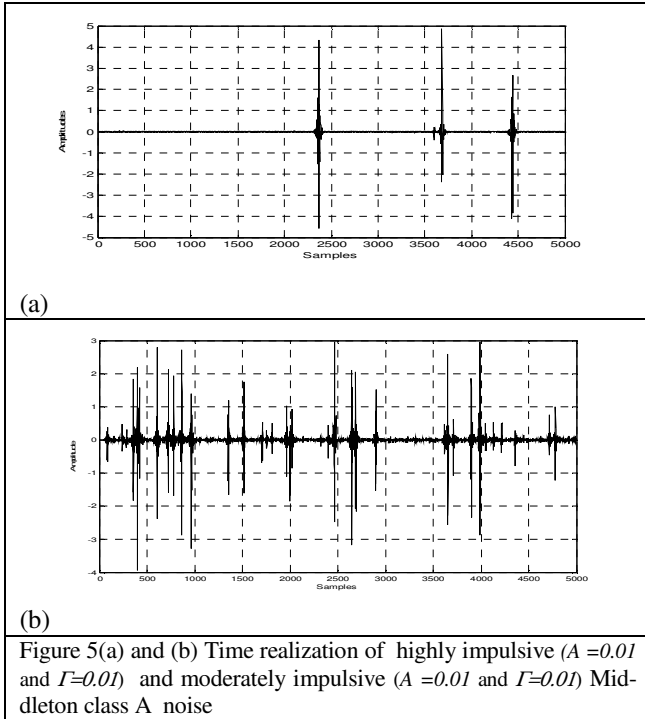 5
4
3
2
1
0
-1
-2
-3
-4
-5
Amplitudes
0 500 1000 1500 2000 2500 3000 3500 4000 4500 5000
Samples
(a)
3
2
1
0
-1
-2
-3
-4
Amplitude
0 500 1000 1500 2000 2500 3000 3500 4000 4500 5000
Samples
(b)
Figure 5(a) and (b) Time realization of highly impulsive (A =0.01
and Γ=0.01) and moderately impulsive (A =0.01 and Γ=0.01) Mid-
dleton class A noise